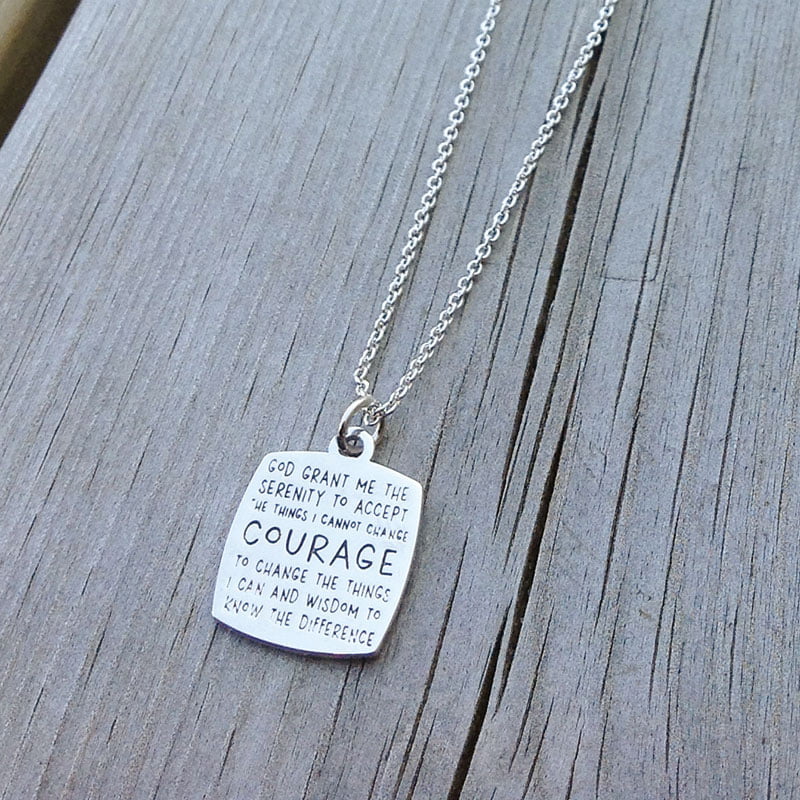 GOD GRANT ME THE
SERENITY TO ACCEPT
THE THINGS I CANNOT CHANGE
COURAGE
TO CHANGE THE THINGS
I CAN AND WISDOM TO
KNOW THE DIFFERENCE